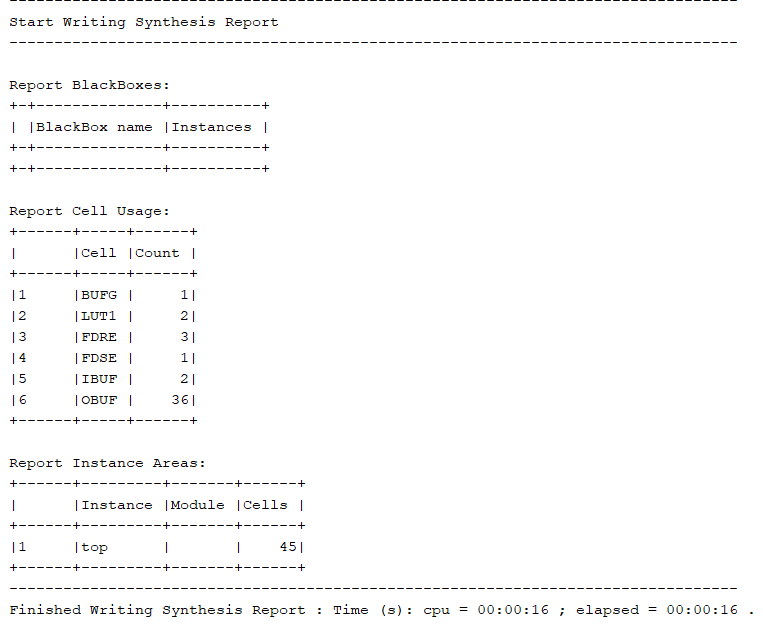 --------------------------------------------------------------------------------
Start Writing Synthesis Report
---------------------------------------------------------------------------------

Report BlackBoxes:
+-+--------------+----------+
| |BlackBox name |Instances |
+-+--------------+----------+
+-+--------------+----------+

Report Cell Usage:
+------+-----+------+
|      |Cell |Count |
+------+-----+------+
|1     |BUFG |     1|
|2     |LUT1 |     2|
|3     |FDRE |     3|
|4     |FDSE |     1|
|5     |IBUF |     2|
|6     |OBUF |    36|
+------+-----+------+

Report Instance Areas:
+------+---------+-------+------+
|      |Instance |Module |Cells |
+------+---------+-------+------+
|1     |top      |       |    45|
+------+---------+-------+------+
---------------------------------------------------------------------------------
Finished Writing Synthesis Report : Time (s): cpu = 00:00:16 ; elapsed = 00:00:16 .